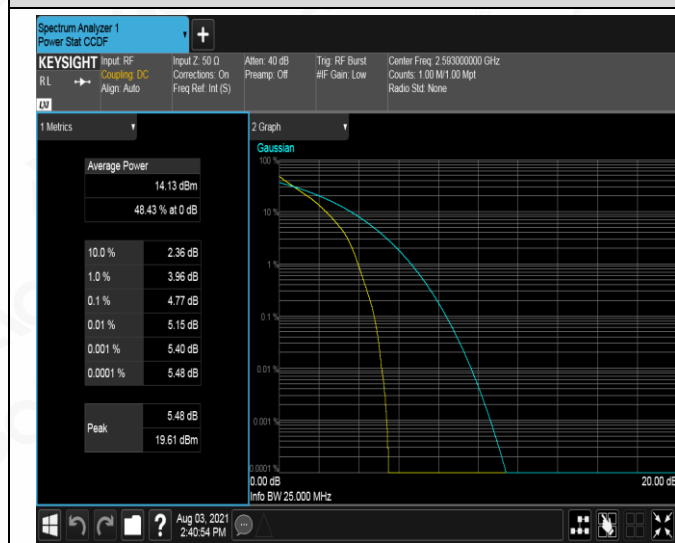 Spectrum Analyzer 1
Power Stat CCDF
+
KEYSIGHT Input: RF Input Z: 50 Ω Atten: 40 dB Trig: RF Burst Center Freq: 2.593000000 GHz
RL Coupling: DC Corrections: On Preamp: Off #IF Gain: Low Counts: 1.00 M/1.00 Mpt
Align: Auto Freq Ref: Int (S) Radio Std: None
LXI
1 Metrics
Average Power
14.13 dBm
48.43 % at 0 dB
10.0 % 2.36 dB
1.0 % 3.96 dB
0.1 % 4.77 dB
0.01 % 5.15 dB
0.001 % 5.40 dB
0.0001 % 5.48 dB
Peak 5.48 dB
19.61 dBm
2 Graph
Gaussian
100 %
10 %
1 %
0.1 %
0.01 %
0.001 %
0.0001 %
0.00 dB 20.00 dB
Info BW 25.000 MHz
? Aug 03, 2021
2:40:54 PM